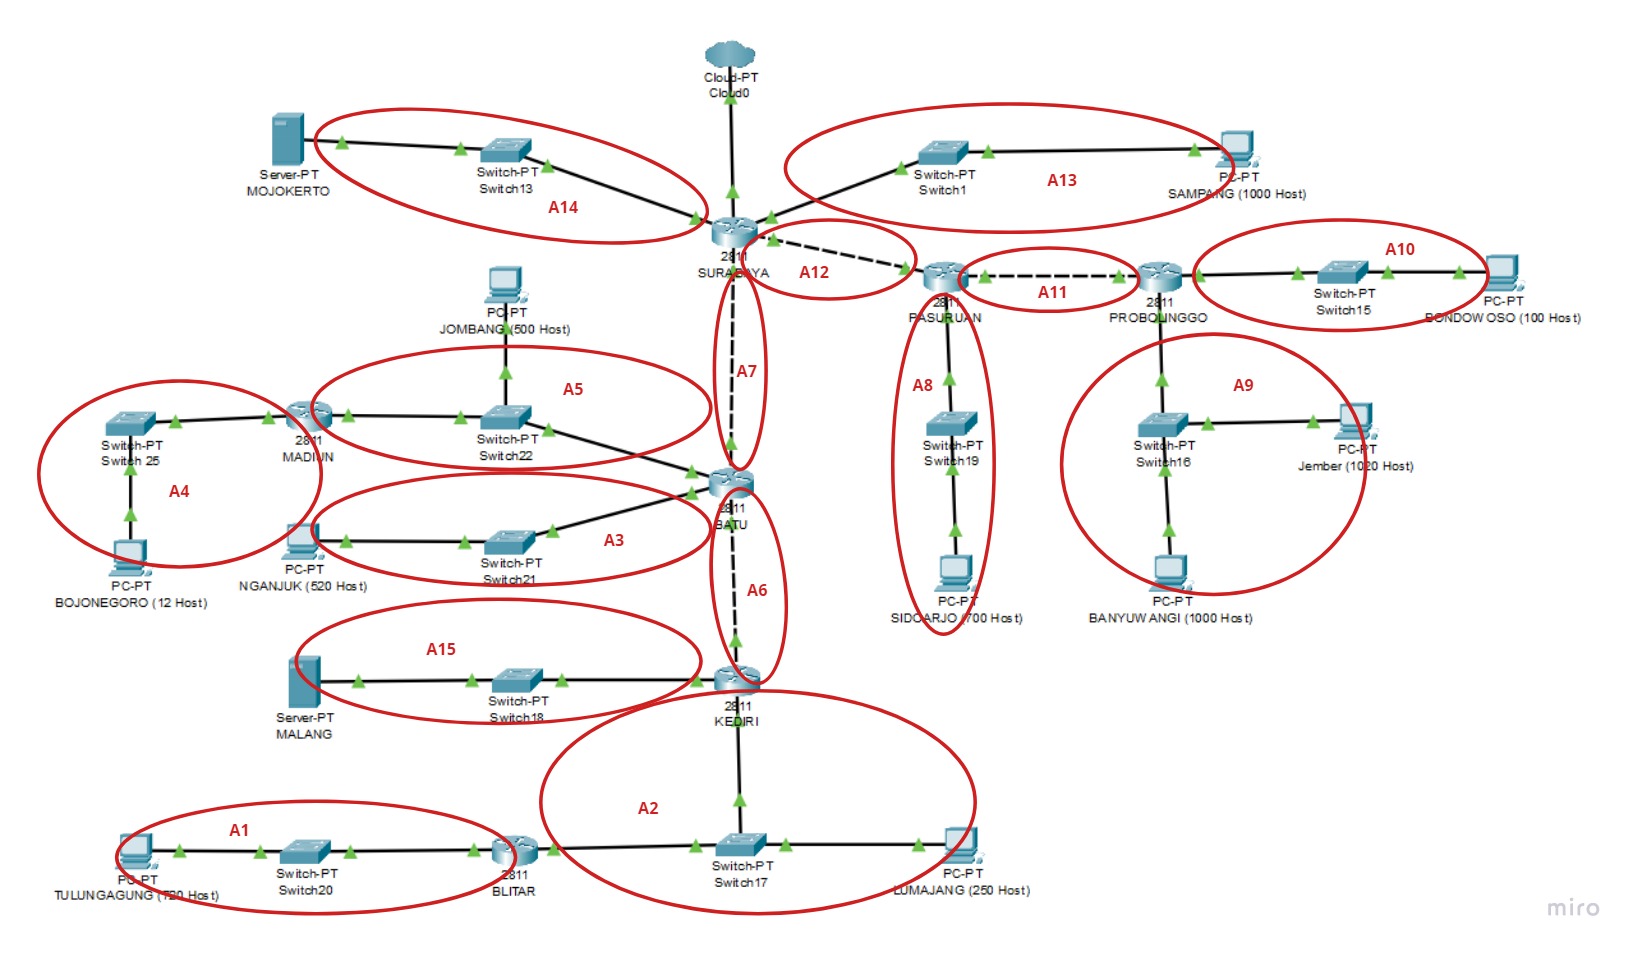 Cloud-PT
Cloud0
Server-PT
MOJOKERTO
Switch-PT
Switch13
A14
Switch-PT
Switch1
A13
PC-PT
SAMPANG (1000 Host)
2811
SURABAYA
A12
2811
PASURUAN
A11
2811
PROBOLINGGO
A10
Switch-PT
Switch15
PC-PT
BONDOWOSO (100 Host)
PC-PT
JOMBANG (500 Host)
A7
A5
A8
A9
2811
MADIUN
Switch-PT
Switch22
Switch-PT
Switch 25
A4
Switch-PT
Switch19
Switch-PT
Switch16
PC-PT
Jember (1020 Host)
2811
BATU
A3
PC-PT
NGANJUK (520 Host)
Switch-PT
Switch21
PC-PT
BOJONEGORO (12 Host)
A6
PC-PT
SIDOARJO (700 Host)
PC-PT
BANYUWANGI (1000 Host)
A15
Server-PT
MALANG
Switch-PT
Switch18
2811
KEDIRI
A2
A1
PC-PT
TULUNGAGUNG (720 Host)
Switch-PT
Switch20
2811
BLITAR
Switch-PT
Switch17
PC-PT
LUMAJANG (250 Host)
miro